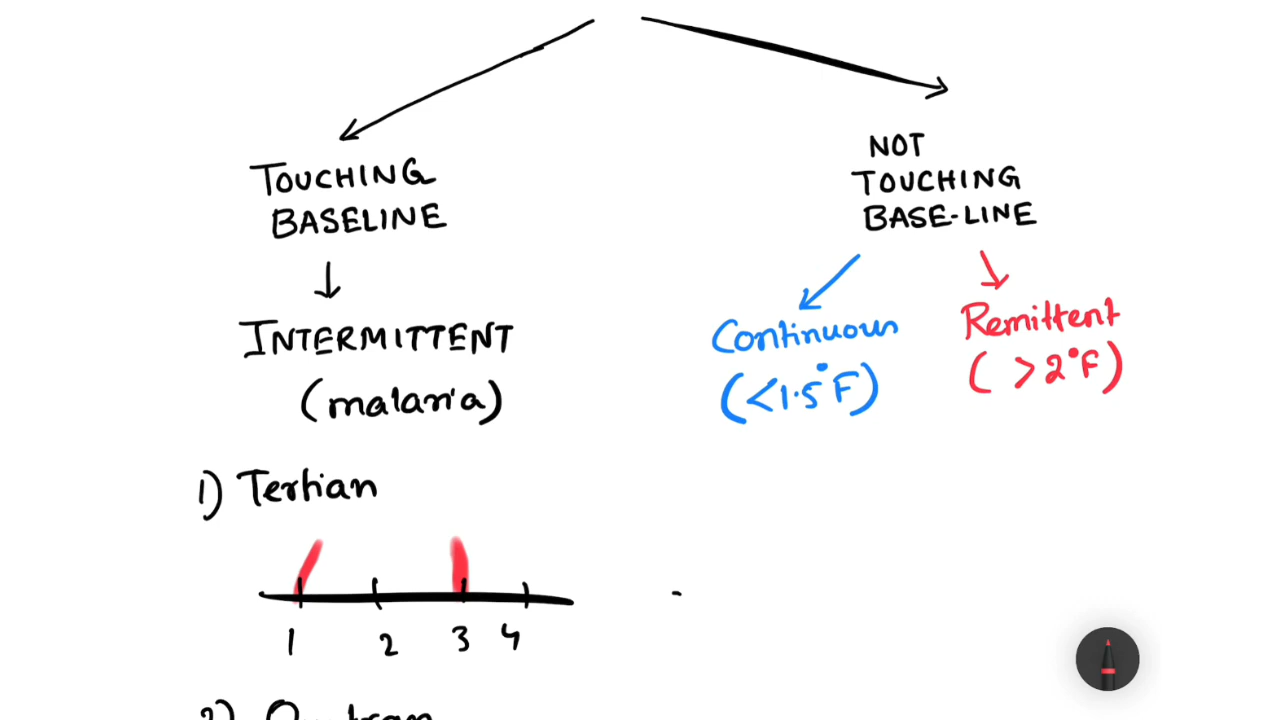 TOUCHING
BASELINE
INTERMITTENT
(malaria)
NOT
TOUCHING
BASE-LINE
Continuous
(<1.5°F)
Remittent
(>2°F)
1) Tertian
1 2 3 4